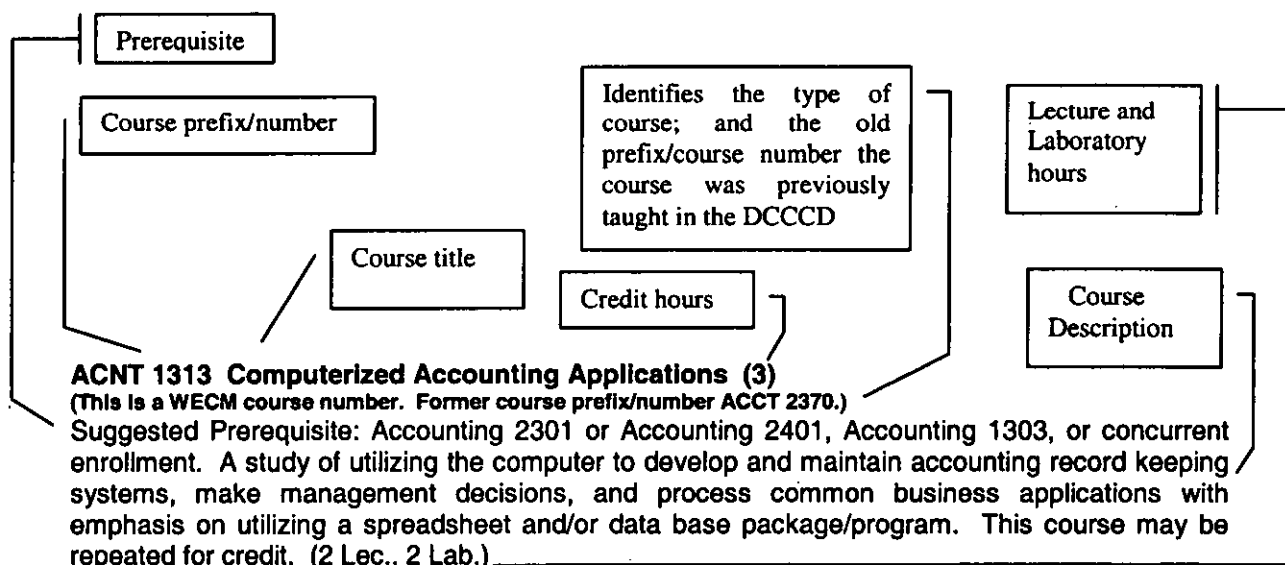 Prerequisite
Course prefix/number
Identifies the type of
course; and the old
prefix/course number the
course was previously
taught in the DCCCD
Lecture and
Laboratory
hours
Course title
Credit hours
Course
Description
ACNT 1313 Computerized Accounting Applications (3)
(This is a WECM course number. Former course prefix/number ACCT 2370.)
Suggested Prerequisite: Accounting 2301 or Accounting 2401, Accounting 1303, or concurrent
enrollment. A study of utilizing the computer to develop and maintain accounting record keeping
systems, make management decisions, and process common business applications with
emphasis on utilizing a spreadsheet and/or data base package/program. This course may be
repeated for credit. (2 Lec., 2 Lab.)